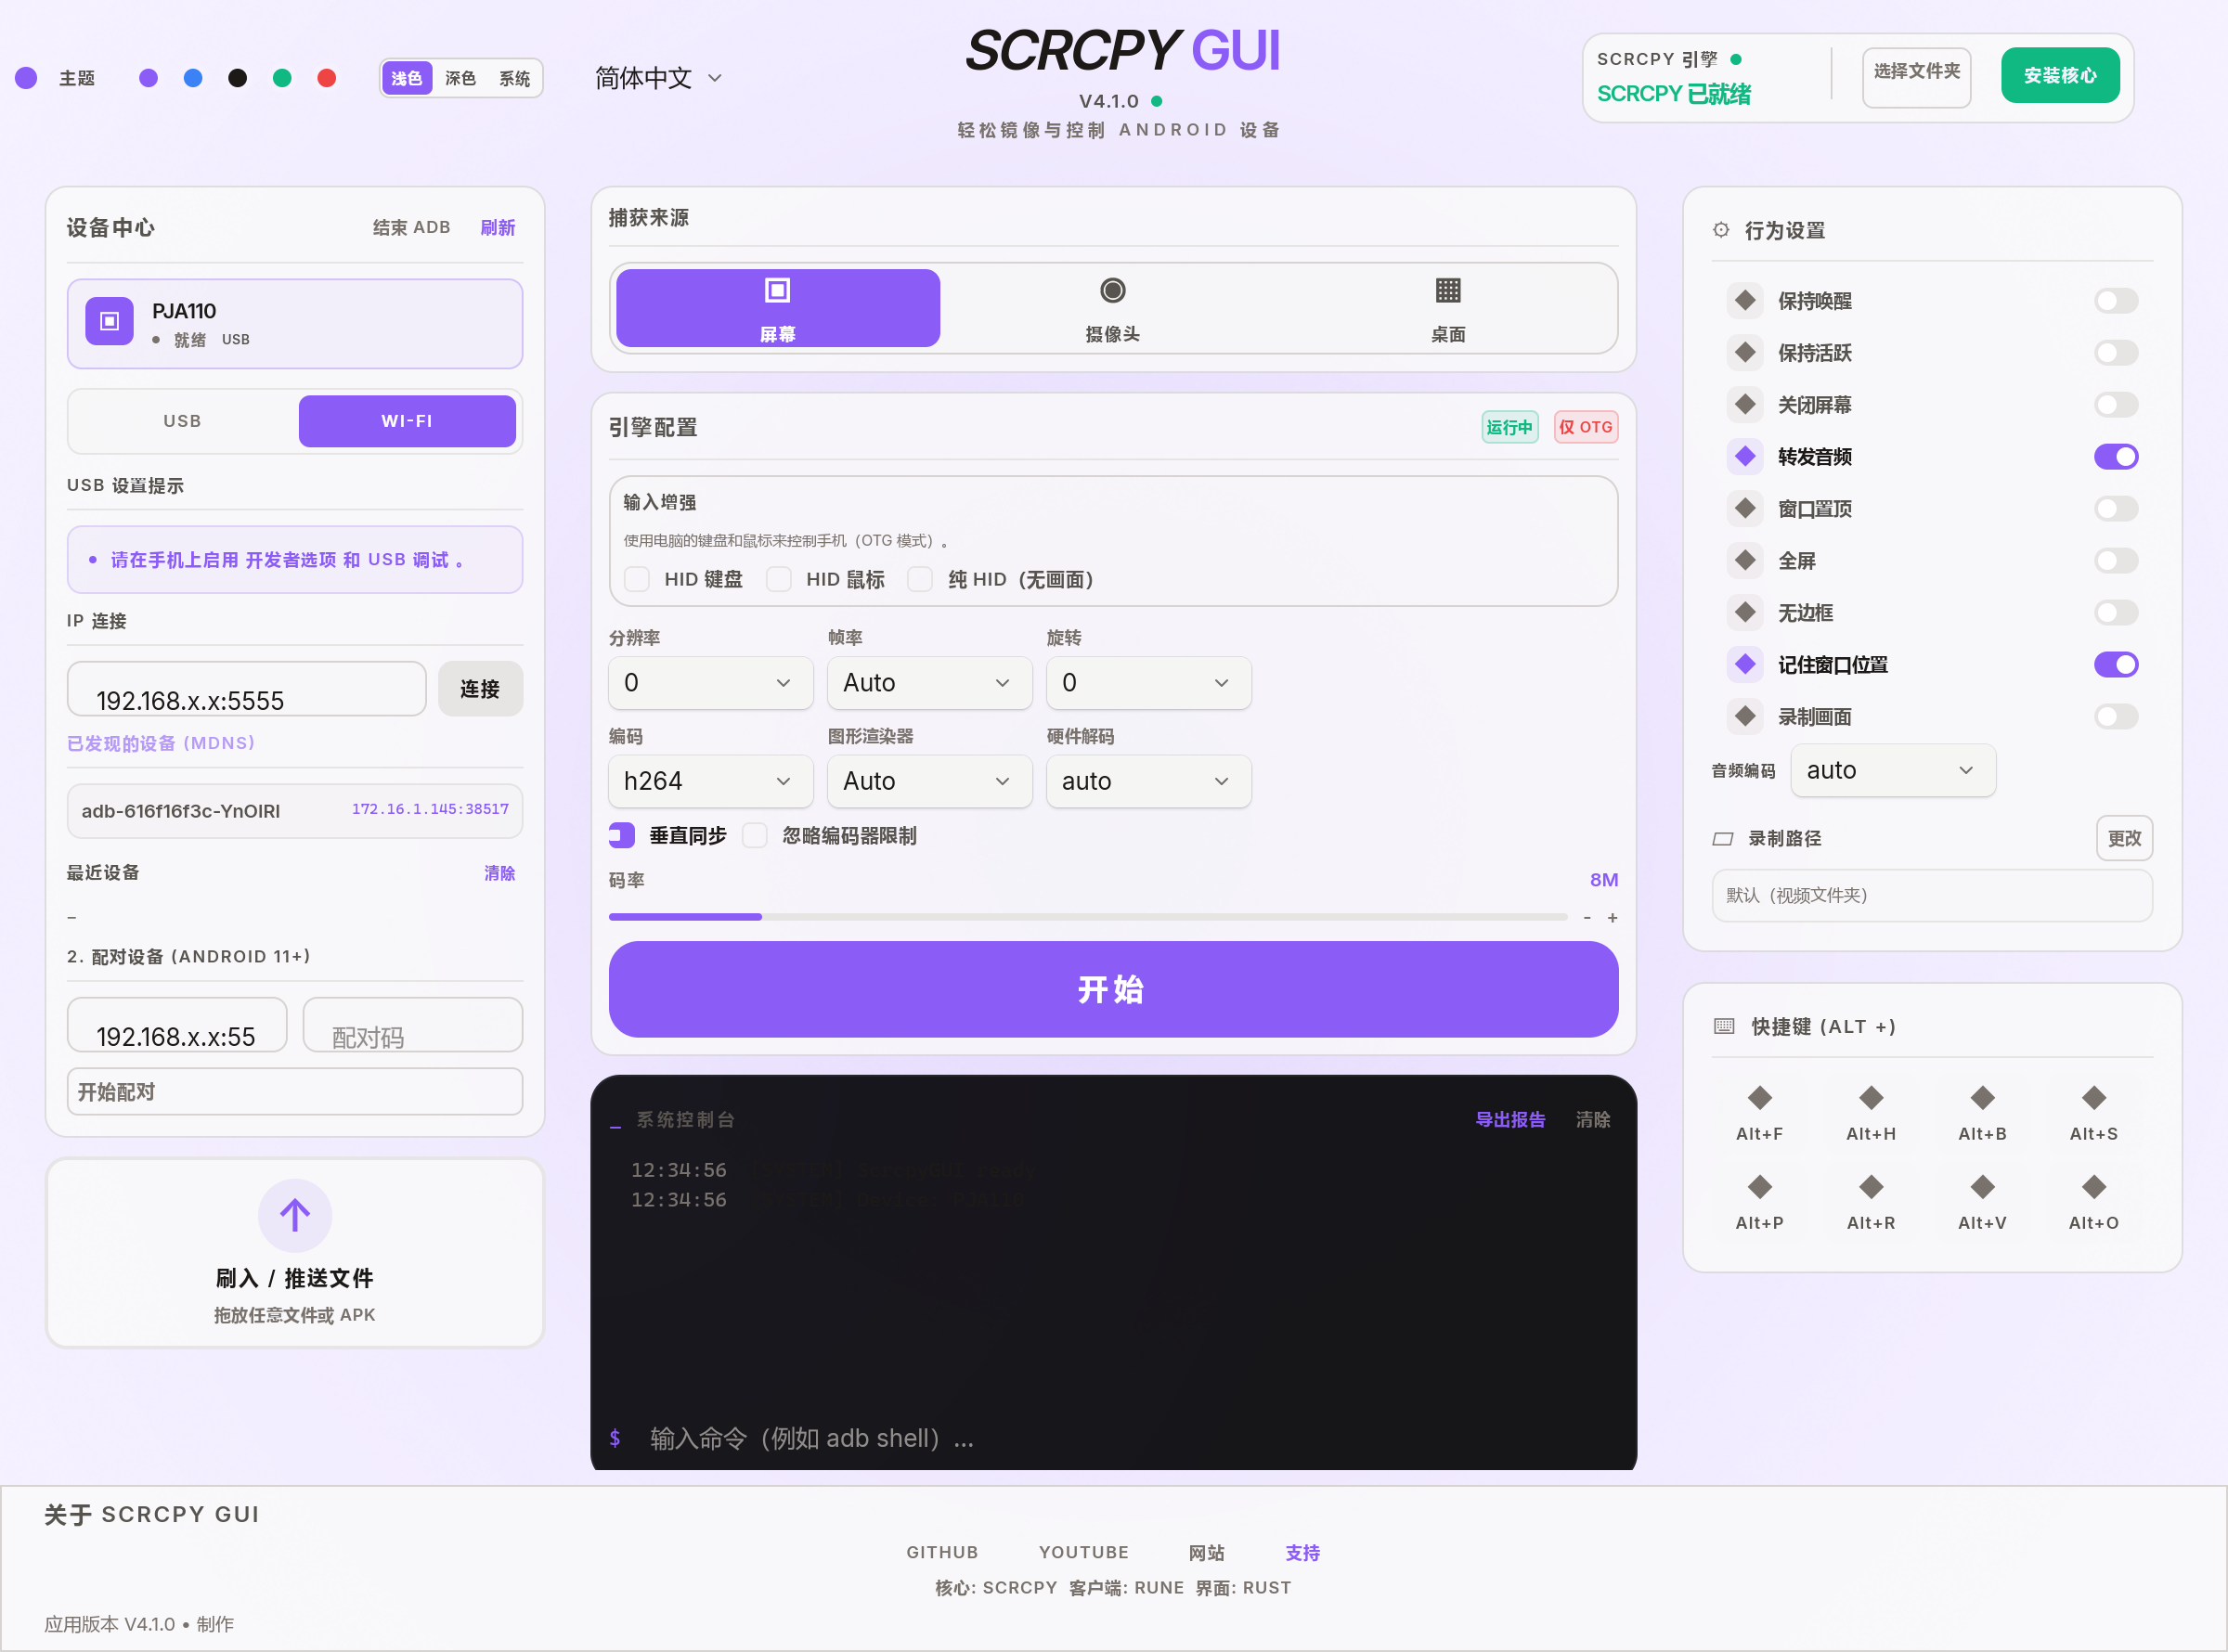 主题
浅色 深色 系统
简体中文
SCRCPY GUI
V4.1.0
轻松镜像与控制 ANDROID 设备
SCRCPY 引擎
SCRCPY 已就绪
选择文件夹
安装核心
设备中心
结束 ADB
刷新
PJA110
就绪 USB
USB
WI-FI
USB 设置提示
• 请在手机上启用 开发者选项 和 USB 调试 。
IP 连接
192.168.x.x:5555
连接
已发现的设备 (MDNS)
adb-616f16f3c-YnOIRI
172.16.1.145:38517
最近设备
清除
–
2. 配对设备 (ANDROID 11+)
192.168.x.x:55
配对码
开始配对
刷入 / 推送文件
拖放任意文件或 APK
捕获来源
屏幕
摄像头
桌面
引擎配置
运行中
仅 OTG
输入增强
使用电脑的键盘和鼠标来控制手机（OTG 模式）。
HID 键盘
HID 鼠标
纯 HID（无画面）
分辨率 帧率 旋转
0 Auto 0
编码 图形渲染器 硬件解码
h264 Auto auto
垂直同步 忽略编码器限制
码率
8M
- +
开始
_ 系统控制台
导出报告
清除
12:34:56
12:34:56
$ 输入命令（例如 adb shell）...
行为设置
保持唤醒
保持活跃
关闭屏幕
转发音频
窗口置顶
全屏
无边框
记住窗口位置
录制画面
音频编码
auto
录制路径
更改
默认（视频文件夹）
快捷键 (ALT +)
Alt+F Alt+H Alt+B Alt+S
Alt+P Alt+R Alt+V Alt+O
关于 SCRCPY GUI
GITHUB YOUTUBE 网站 支持
核心: SCRCPY 客户端: RUNE 界面: RUST
应用版本 V4.1.0 • 制作